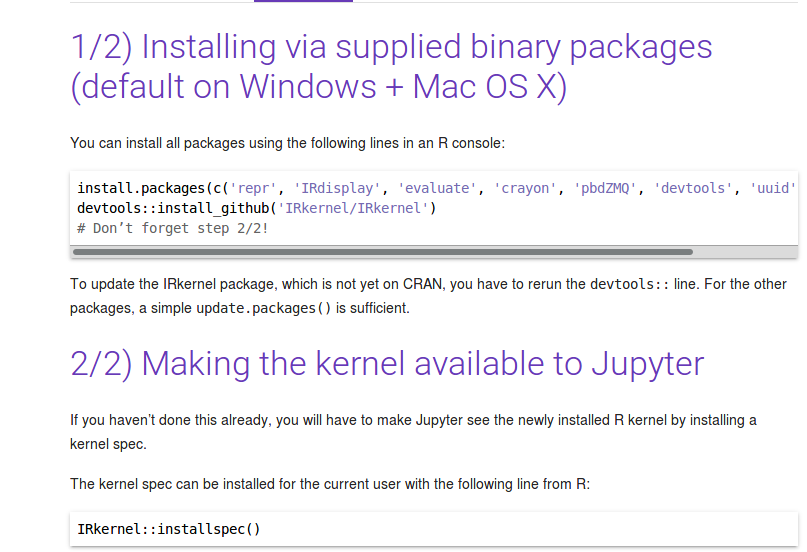 1/2) Installing via supplied binary packages
(default on Windows + Mac OS X)
You can install all packages using the following lines in an R console:
install.packages(c('repr', 'IRdisplay', 'evaluate', 'crayon', 'pbdZMQ', 'devtools', 'uuid'
devtools::install_github('IRkernel/IRkernel')
# Don’t forget step 2/2!
To update the IRkernel package, which is not yet on CRAN, you have to rerun the devtools:: line. For the other
packages, a simple update.packages() is sufficient.
2/2) Making the kernel available to Jupyter
If you haven’t done this already, you will have to make Jupyter see the newly installed R kernel by installing a
kernel spec.
The kernel spec can be installed for the current user with the following line from R:
IRkernel::installspec()